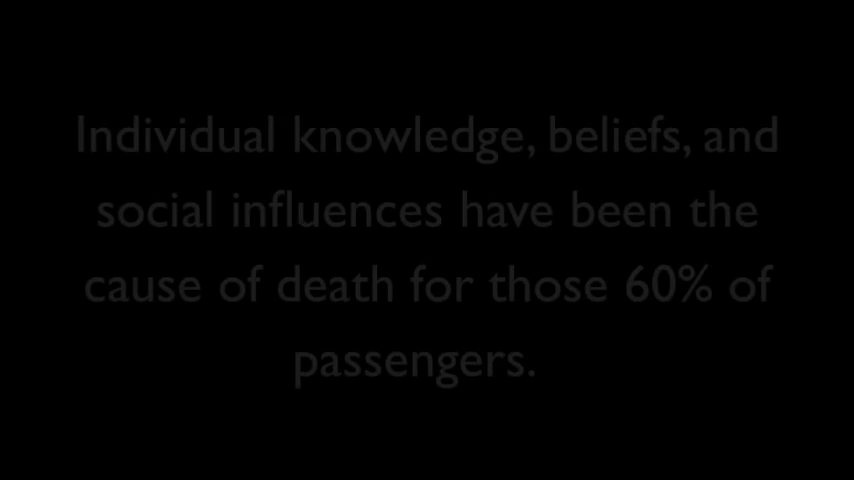 Individual knowledge, beliefs, and
social influences have been the
cause of death for those 60% of
passengers.